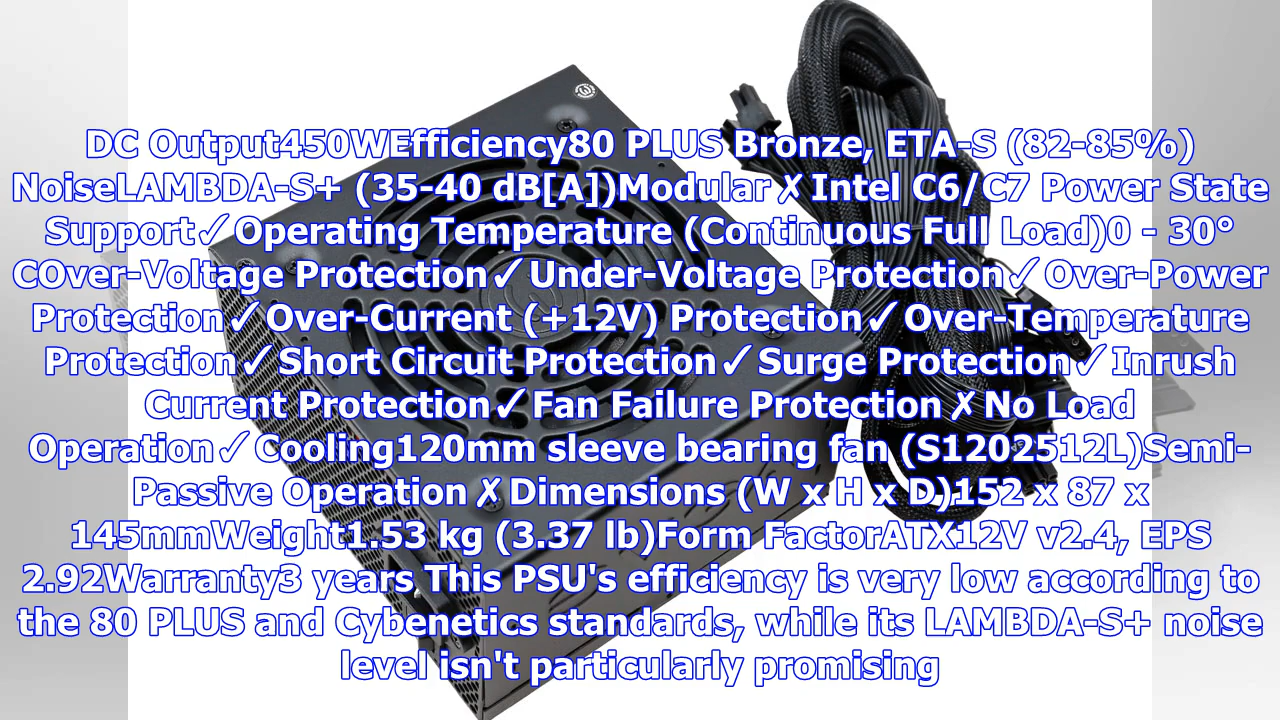 DC Output450WEfficiency80 PLUS Bronze, ETA-S (82-85%)
NoiseLAMBDA-S+ (35-40 dB[A])Modular✗Intel C6/C7 Power State
Support✓Operating Temperature (Continuous Full Load)0 - 30°
COver-Voltage Protection✓Under-Voltage Protection✓Over-Power
Protection✓Over-Current (+12V) Protection✓Over-Temperature
Protection✓Short Circuit Protection✓Surge Protection✓Inrush
Current Protection✓Fan Failure Protection✗No Load
Operation✓Cooling120mm sleeve bearing fan (S1202512L)Semi-
Passive Operation✗Dimensions (W x H x D)152 x 87 x
145mmWeight1.53 kg (3.37 lb)Form FactorATX12V v2.4, EPS
2.92Warranty3 years This PSU's efficiency is very low according to
the 80 PLUS and Cybenetics standards, while its LAMBDA-S+ noise
level isn't particularly promising